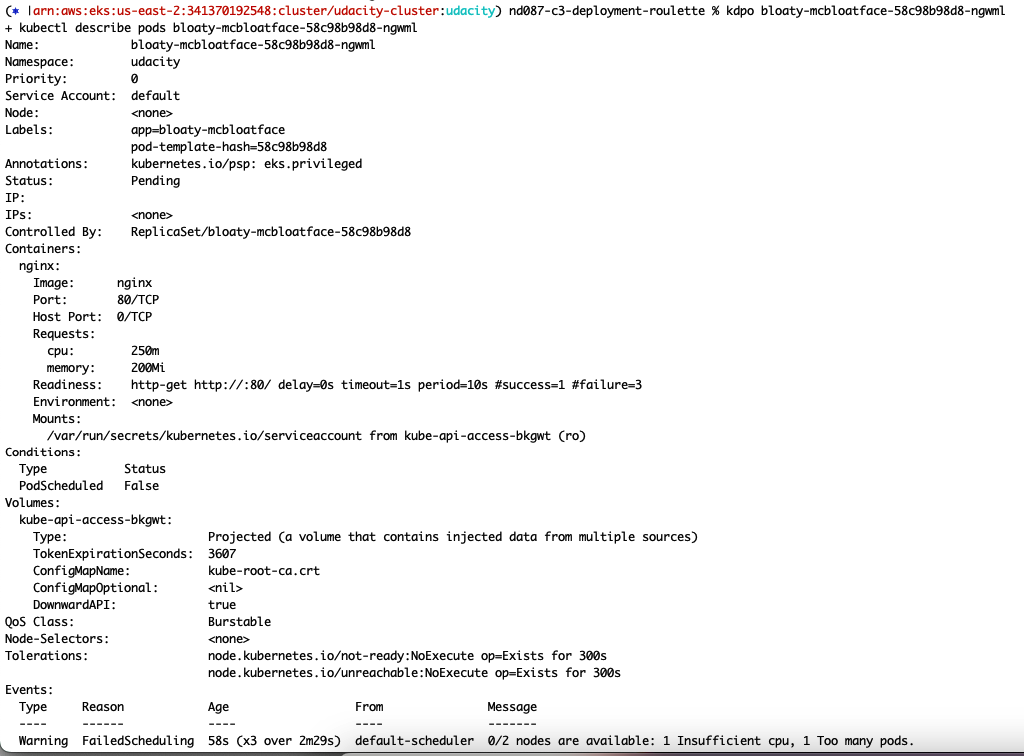 (* |arn:aws:eks:us-east-2:341370192548:cluster/udacity-cluster:udacity) nd087-c3-deployment-roulette % kdpo bloaty-mcbloatface-58c98b98d8-ngwml
+ kubectl describe pods bloaty-mcbloatface-58c98b98d8-ngwml
Name:             bloaty-mcbloatface-58c98b98d8-ngwml
Namespace:        udacity
Priority:         0
Service Account:  default
Node:             <none>
Labels:           app=bloaty-mcbloatface
                  pod-template-hash=58c98b98d8
Annotations:      kubernetes.io/psp: eks.privileged
Status:           Pending
IP:
IPs:              <none>
Controlled By:    ReplicaSet/bloaty-mcbloatface-58c98b98d8
Containers:
  nginx:
    Image:      nginx
    Port:       80/TCP
    Host Port:  0/TCP
    Requests:
      cpu:        250m
      memory:     200Mi
    Readiness:    http-get http://:80/ delay=0s timeout=1s period=10s #success=1 #failure=3
    Environment:  <none>
    Mounts:
      /var/run/secrets/kubernetes.io/serviceaccount from kube-api-access-bkgwt (ro)
Conditions:
  Type           Status
  PodScheduled   False
Volumes:
  kube-api-access-bkgwt:
    Type:                    Projected (a volume that contains injected data from multiple sources)
    TokenExpirationSeconds:  3607
    ConfigMapName:           kube-root-ca.crt
    ConfigMapOptional:       <nil>
    DownwardAPI:             true
QoS Class:                   Burstable
Node-Selectors:              <none>
Tolerations:                 node.kubernetes.io/not-ready:NoExecute op=Exists for 300s
                             node.kubernetes.io/unreachable:NoExecute op=Exists for 300s
Events:
  Type     Reason            Age                  From               Message
  ----     ------            ----                 ----               -------
  Warning  FailedScheduling  58s (x3 over 2m29s)  default-scheduler  0/2 nodes are available: 1 Insufficient cpu, 1 Too many pods.